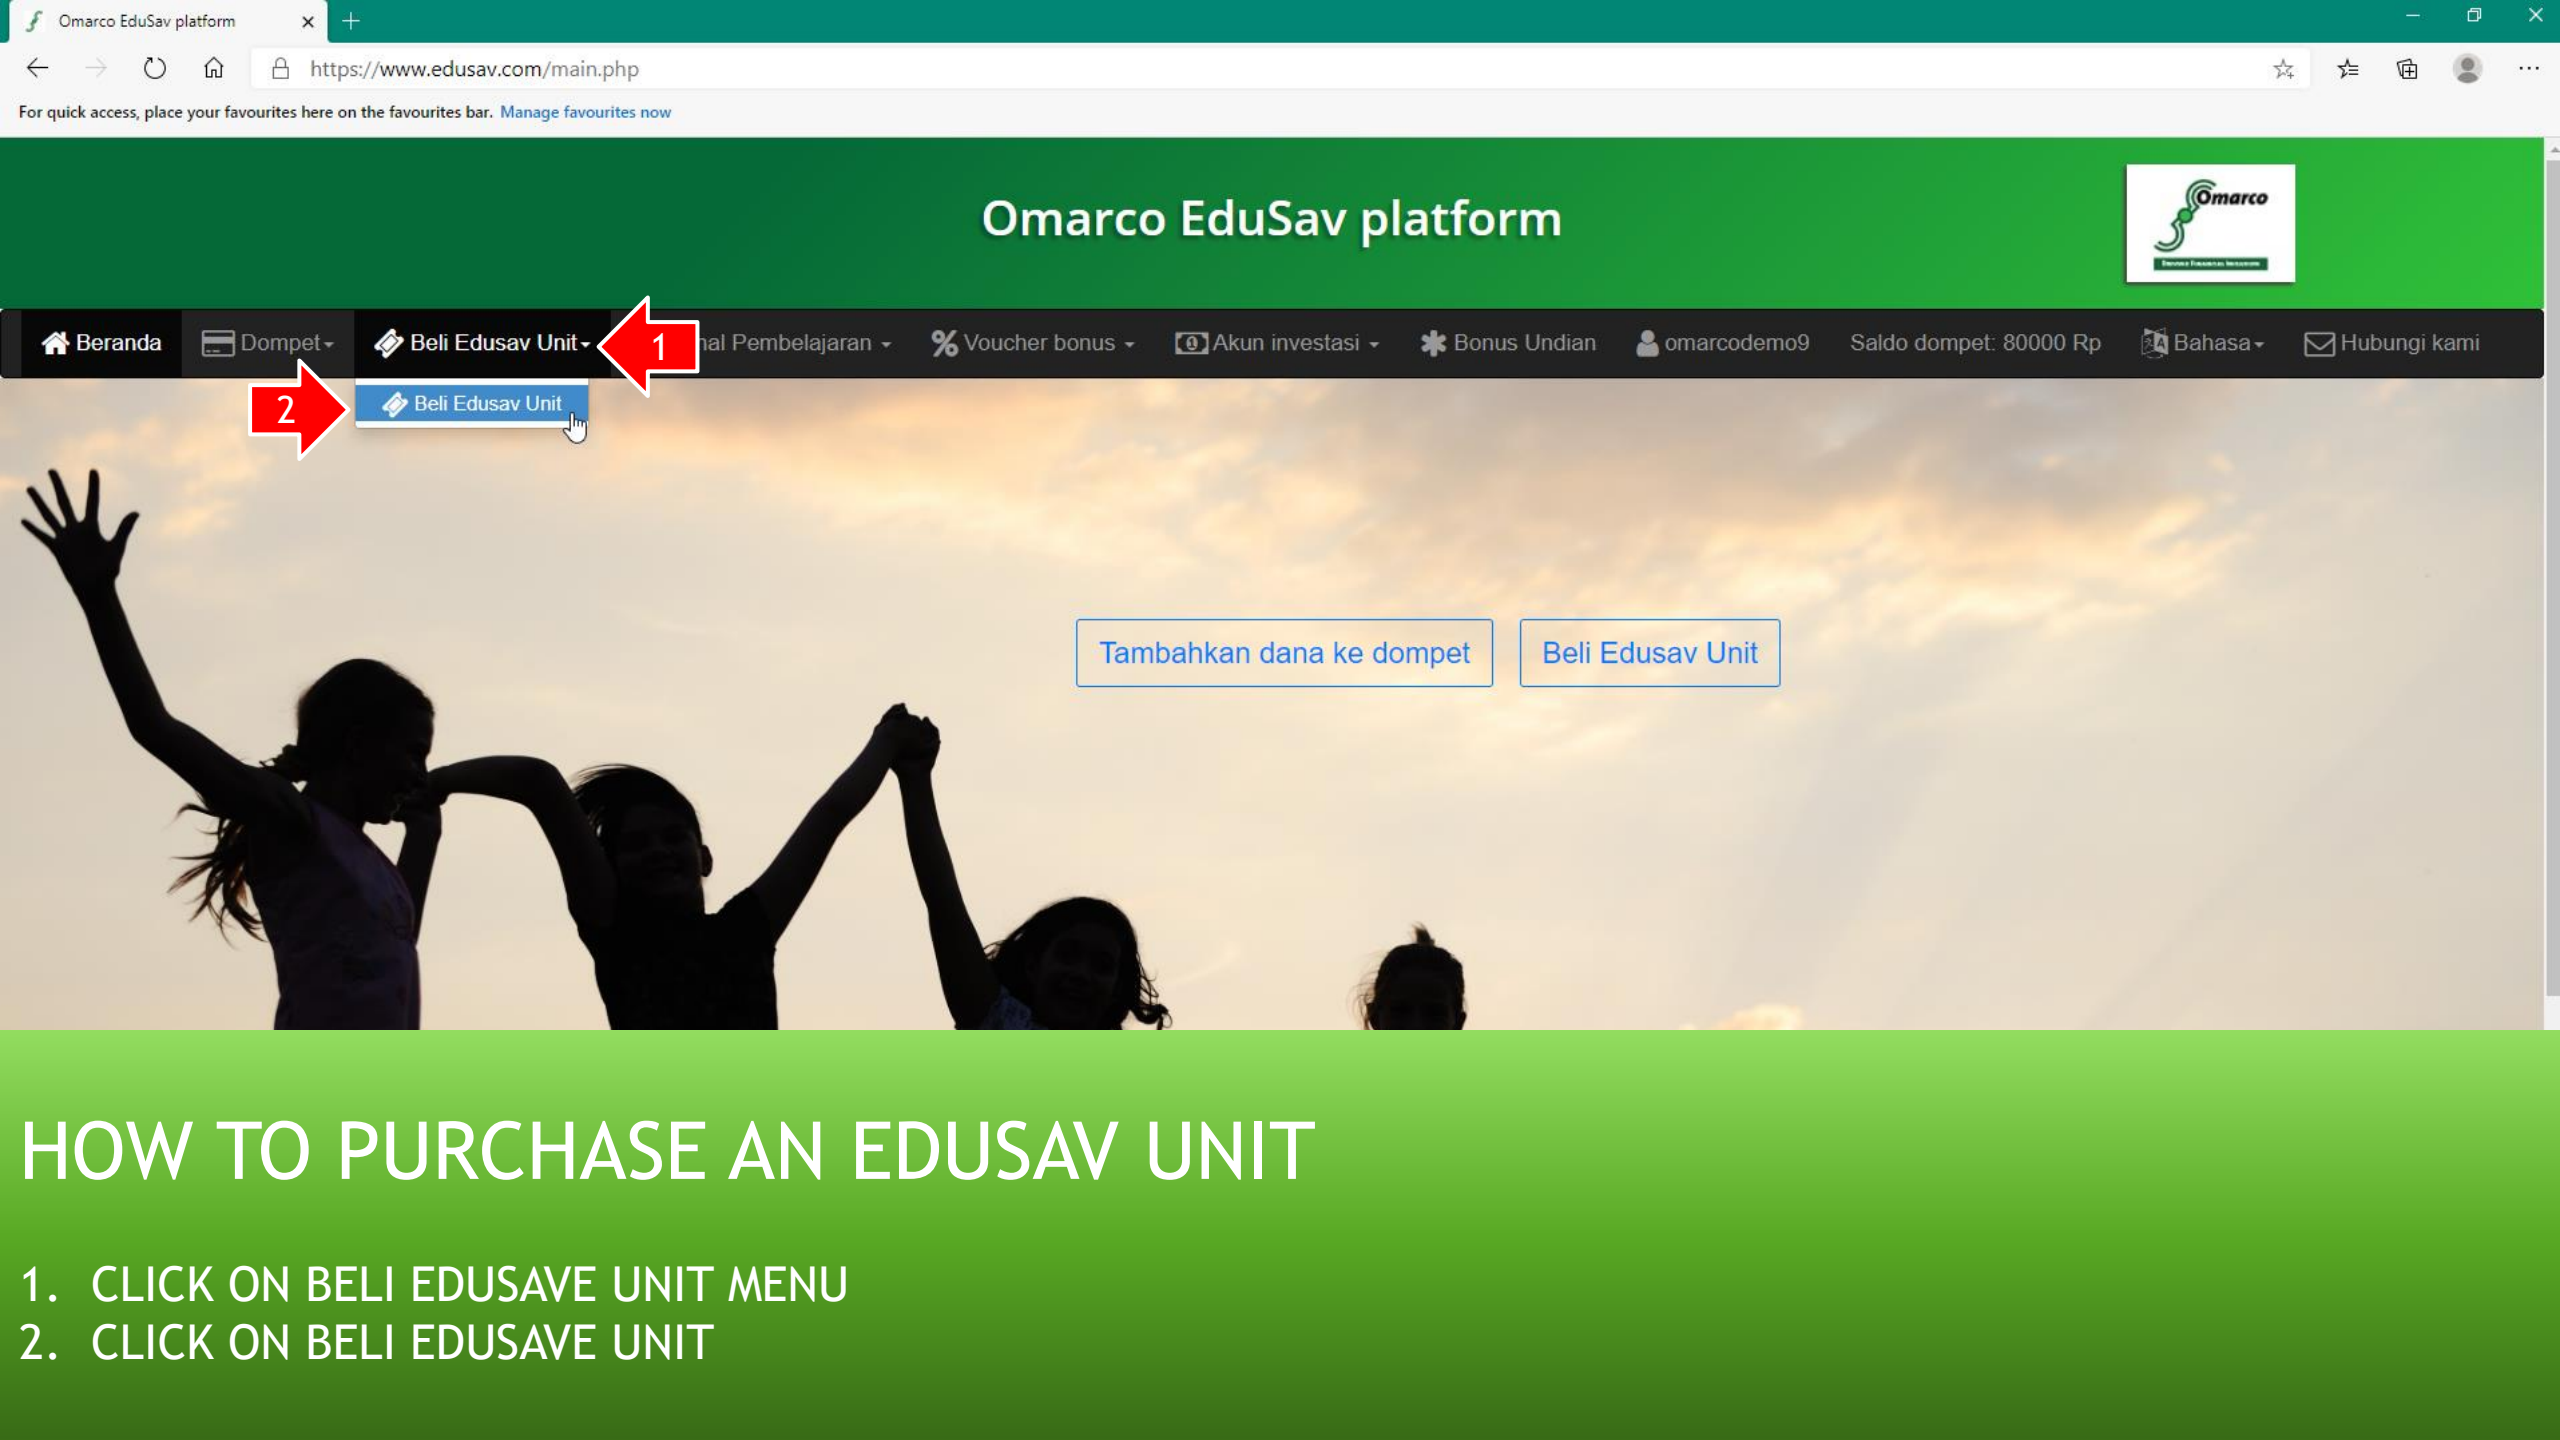 Omarco EduSav platform
https://www.edusav.com/main.php
For quick access, place your favourites here on the favourites bar. Manage favourites now
Omarco EduSav platform
Omarco
Beranda Dompet Beli Edusav Unit 1 Pembelajaran Voucher bonus Akun investasi Bonus Undian omarcodemo9 Saldo dompet: 80000 Rp Bahasa Hubungi kami
2 Beli Edusav Unit
Tambahkan dana ke dompet Beli Edusav Unit
HOW TO PURCHASE AN EDUSAV UNIT
1. CLICK ON BELI EDUSAVE UNIT MENU
2. CLICK ON BELI EDUSAVE UNIT